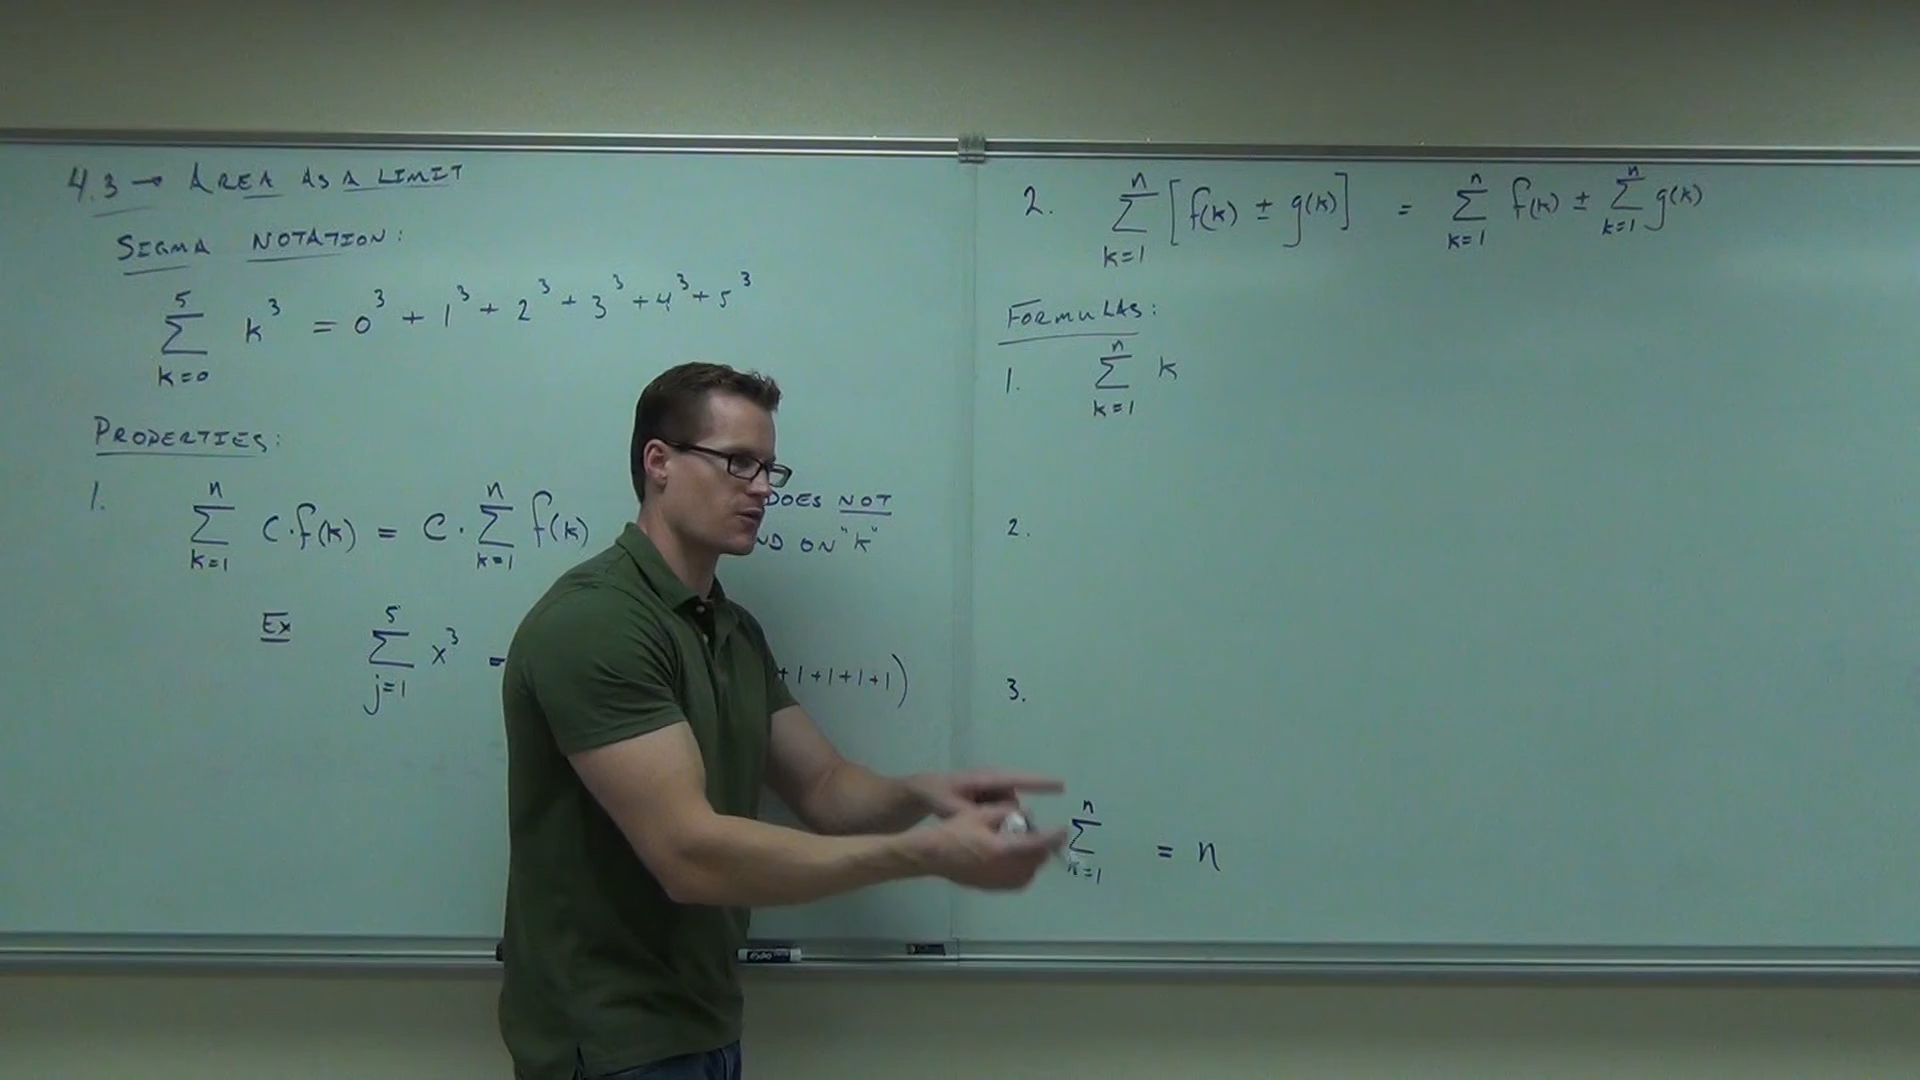 4.3 → AREA AS A LIMIT
SIGMA NOTATION:
5
∑ k³ = 0³ + 1³ + 2³ + 3³ + 4³ + 5³
k=0
PROPERTIES:
1.
n n
∑ C·f(k) = C·∑ f(k)
k=1 k=1
DOES NOT
ON "K"
Ex
5
∑ x³ =
j=1
+1+1+1+1)
2.
n n n
∑ [f(k) ± g(k)] = ∑ f(k) ± ∑ g(k)
k=1 k=1 k=1
FORMULAS:
1.
n
∑ k
k=1
2.
3.
n
∑ = n
k=1
EXPO